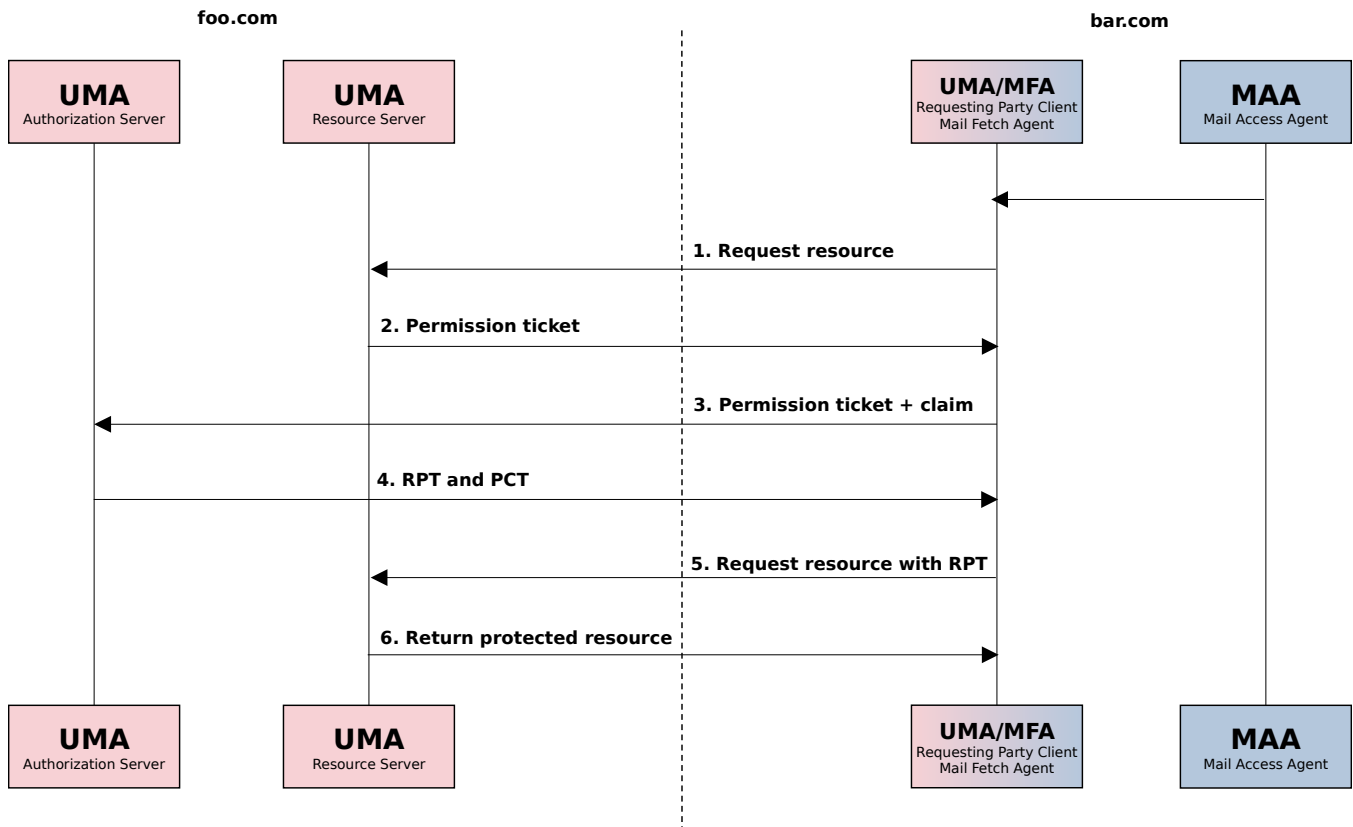 foo.com
bar.com
UMA
Authorization Server
UMA
Resource Server
UMA/MFA
Requesting Party Client
Mail Fetch Agent
MAA
Mail Access Agent
1. Request resource
2. Permission ticket
3. Permission ticket + claim
4. RPT and PCT
5. Request resource with RPT
6. Return protected resource
UMA
Authorization Server
UMA
Resource Server
UMA/MFA
Requesting Party Client
Mail Fetch Agent
MAA
Mail Access Agent